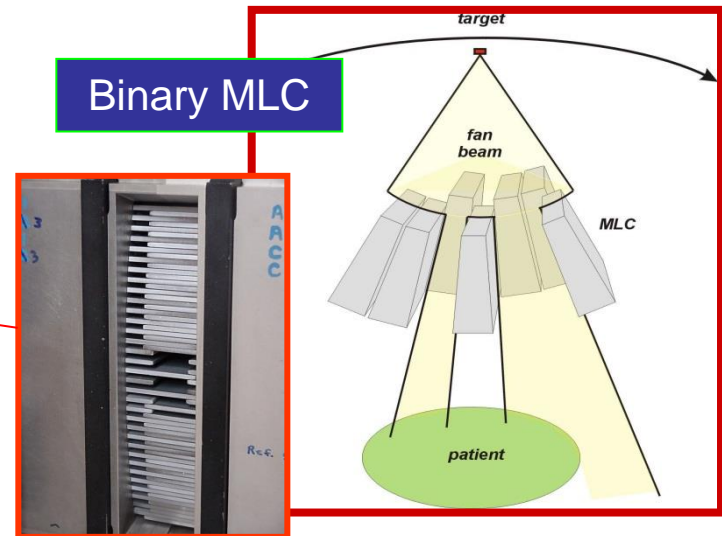 target
Binary MLC
fan
beam
MLC
3
3
A
A
C
C
Ref.
patient